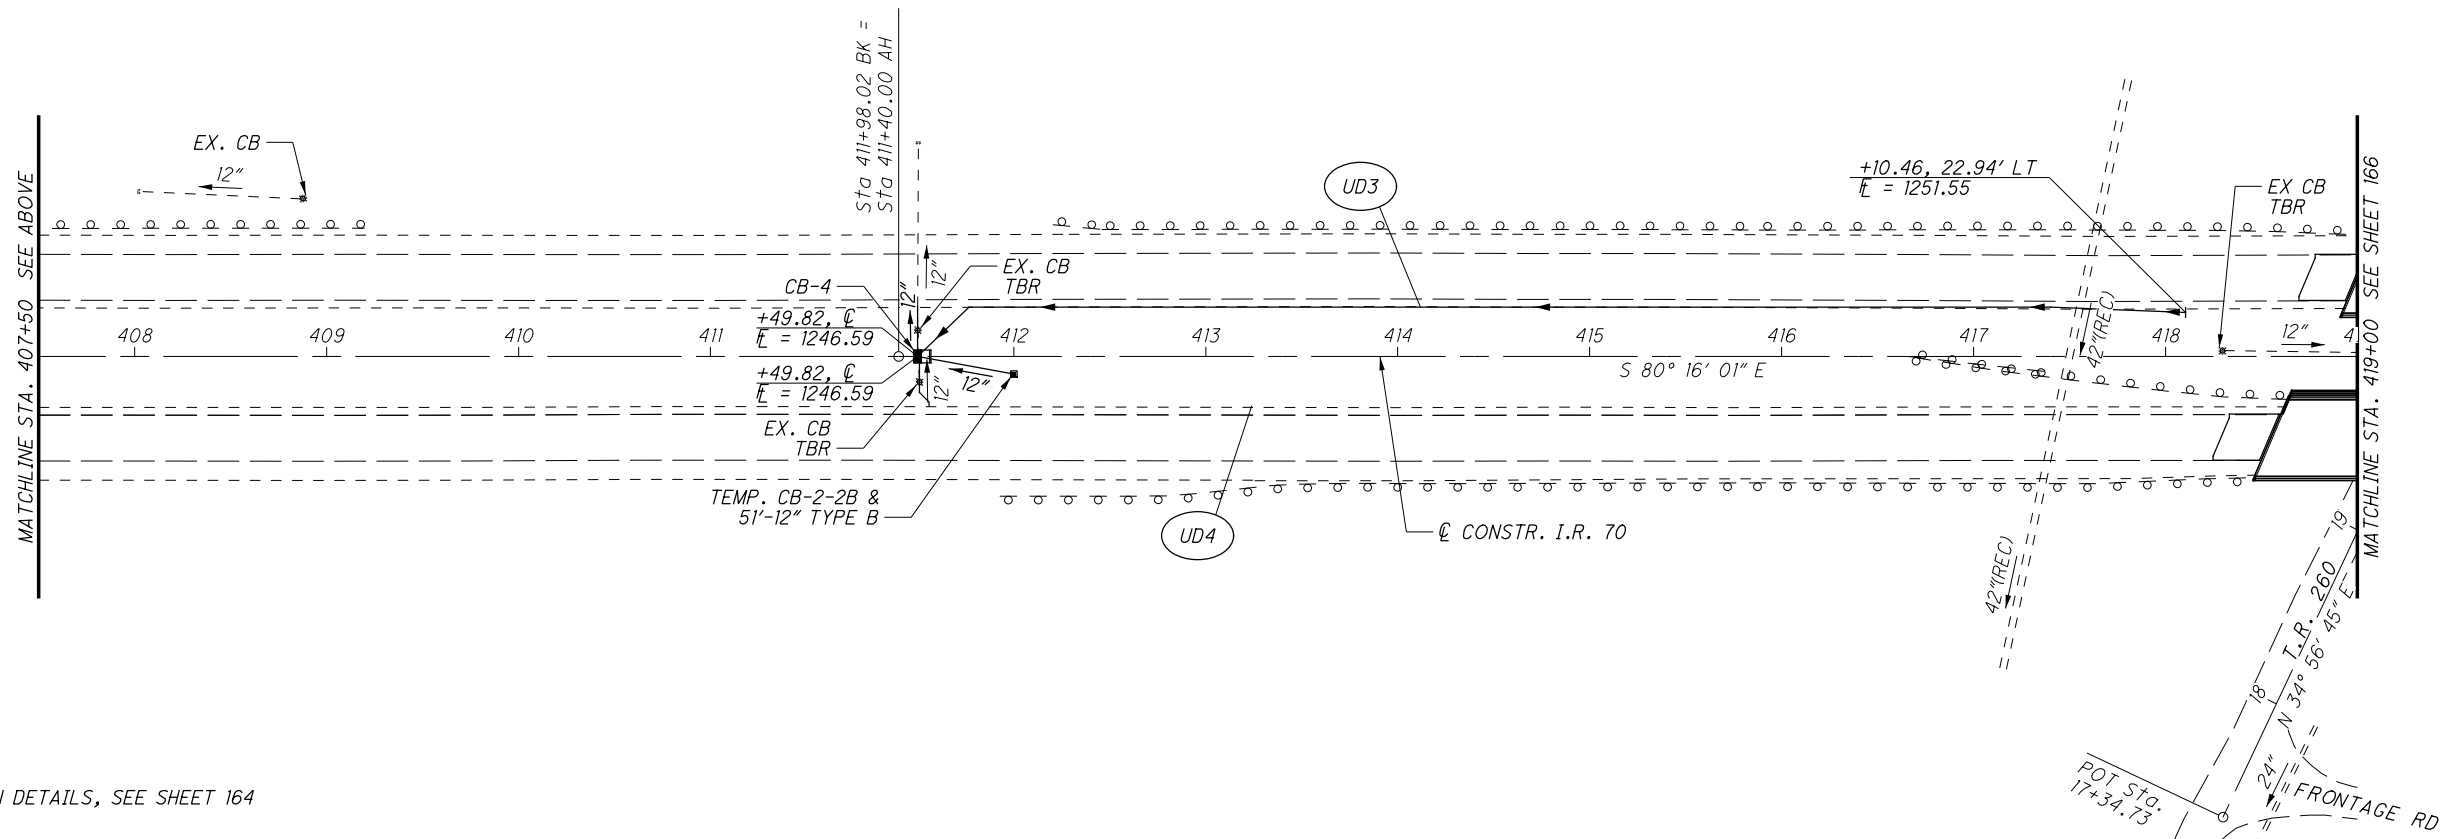 MATCHLINE STA. 407+50  SEE ABOVE
EX. CB
12"
408
409
410
411
Sta 411+98.02 BK =
Sta 411+40.00 AH
CB-4
12"
12"
EX. CB
TBR
+49.82, ℄
F̵L = 1246.59
+49.82, ℄
F̵L = 1246.59
12"
12"
EX. CB
TBR
TEMP. CB-2-2B &
51'-12" TYPE B
412
413
414
415
416
417
418
4
UD3
UD4
℄ CONSTR. I.R. 70
S 80° 16' 01" E
+10.46, 22.94' LT
F̵L = 1251.55
42"(REC)
42"(REC)
EX CB
TBR
12"
MATCHLINE STA. 419+00  SEE SHEET 166
19
T.R. 260
N 34° 56' 45" E
18
24"
POT Sta.
17+34.73
FRONTAGE RD
DETAILS, SEE SHEET 164